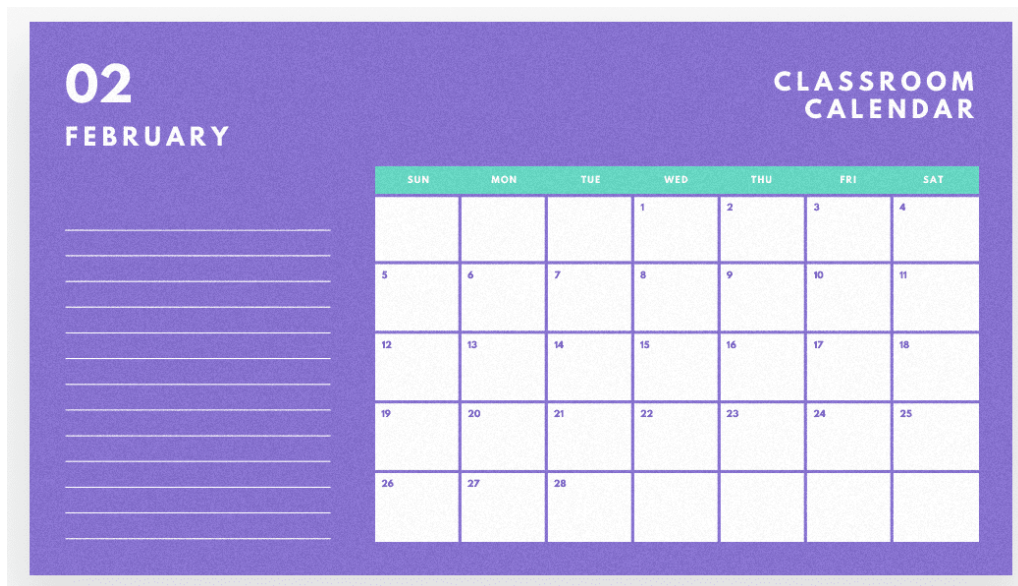 02
FEBRUARY
CLASSROOM
CALENDAR
SUN MON TUE WED THU FRI SAT
1 2 3 4
5 6 7 8 9 10 11
12 13 14 15 16 17 18
19 20 21 22 23 24 25
26 27 28